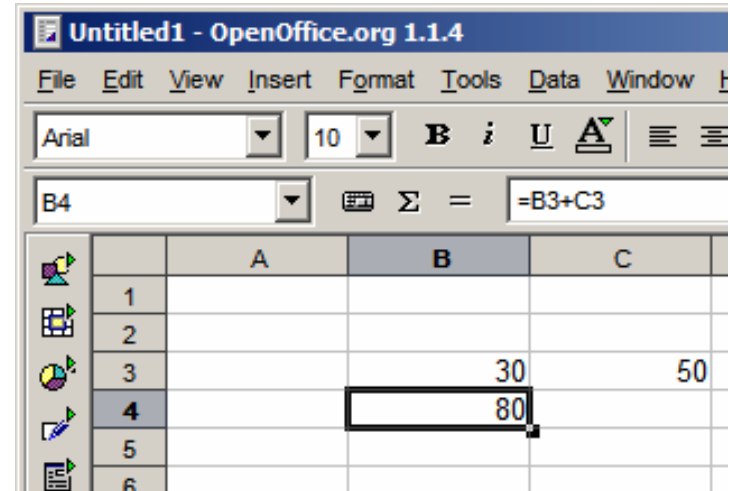 Untitled1 - OpenOffice.org 1.1.4
File Edit View Insert Format Tools Data Window
Arial 10 B i U A
B4 Σ = =B3+C3
A B C
1
2
3 30 50
4 80
5
6